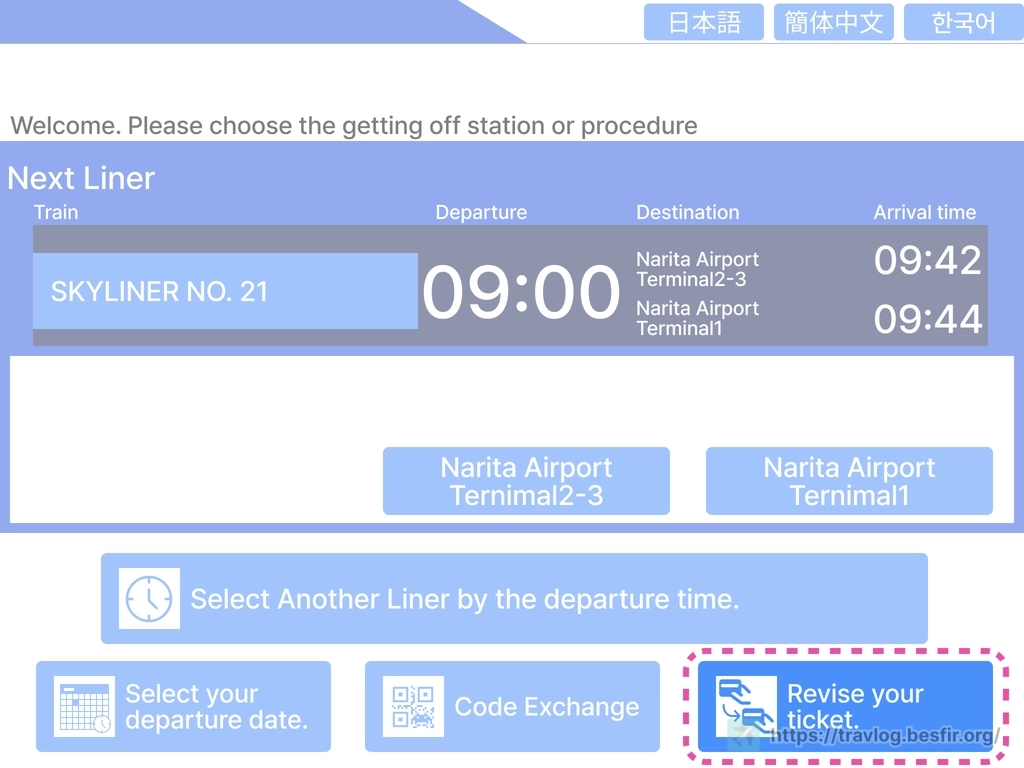 日本語
簡体中文
한국어
Welcome. Please choose the getting off station or procedure
Next Liner
Train Departure Destination Arrival time
SKYLINER NO. 21
09:00
Narita Airport
Terminal2-3
09:42
Narita Airport
Terminal1
09:44
Narita Airport
Ternimal2-3
Narita Airport
Ternimal1
Select Another Liner by the departure time.
Select your
departure date.
Code Exchange
Revise your
ticket.
https://travlog.besfir.org/